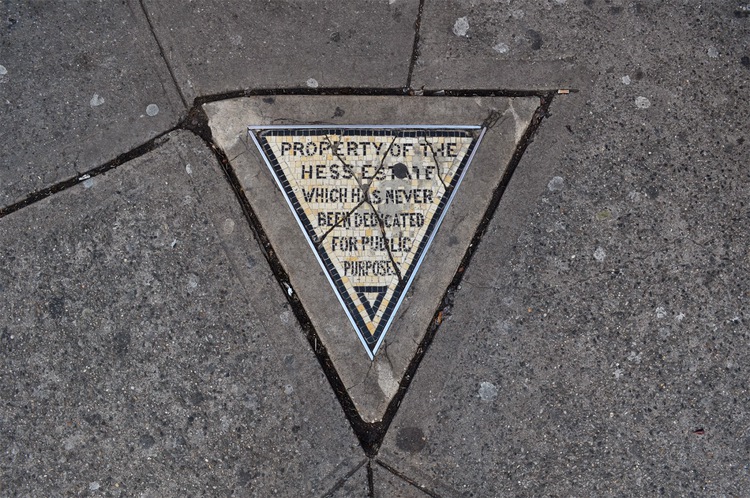 PROPERTY OF THE
HESS ESTATE
WHICH HAS NEVER
BEEN DEDICATED
FOR PUBLIC
PURPOSES